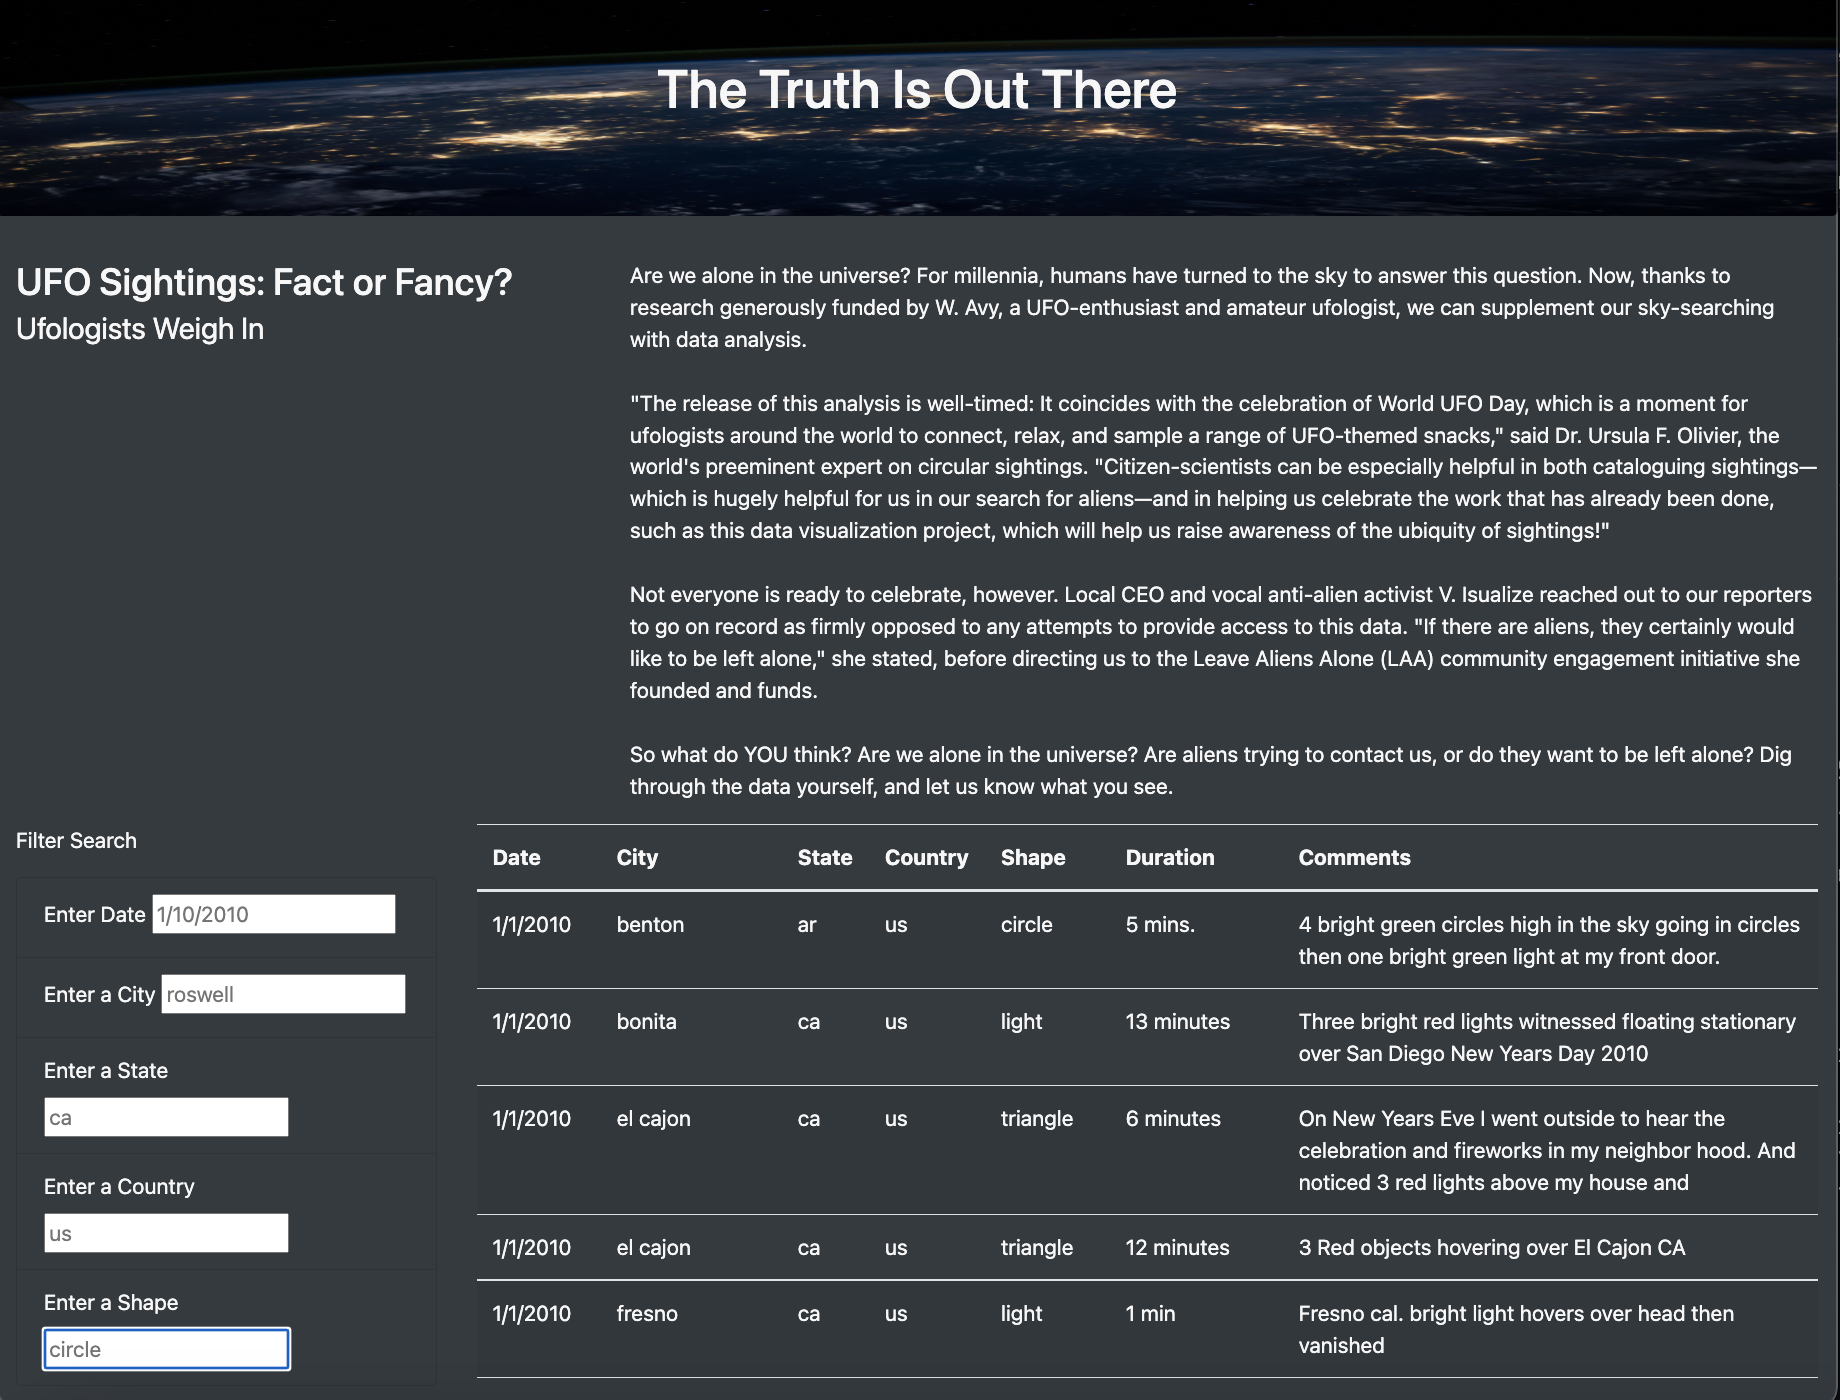 The Truth Is Out There
UFO Sightings: Fact or Fancy?
Ufologists Weigh In
Are we alone in the universe? For millennia, humans have turned to the sky to answer this question. Now, thanks to
research generously funded by W. Avy, a UFO-enthusiast and amateur ufologist, we can supplement our sky-searching
with data analysis.
"The release of this analysis is well-timed: It coincides with the celebration of World UFO Day, which is a moment for
ufologists around the world to connect, relax, and sample a range of UFO-themed snacks," said Dr. Ursula F. Olivier, the
world's preeminent expert on circular sightings. "Citizen-scientists can be especially helpful in both cataloguing sightings—
which is hugely helpful for us in our search for aliens—and in helping us celebrate the work that has already been done,
such as this data visualization project, which will help us raise awareness of the ubiquity of sightings!"
Not everyone is ready to celebrate, however. Local CEO and vocal anti-alien activist V. Isualize reached out to our reporters
to go on record as firmly opposed to any attempts to provide access to this data. "If there are aliens, they certainly would
like to be left alone," she stated, before directing us to the Leave Aliens Alone (LAA) community engagement initiative she
founded and funds.
So what do YOU think? Are we alone in the universe? Are aliens trying to contact us, or do they want to be left alone? Dig
through the data yourself, and let us know what you see.
Filter Search
Enter Date 1/10/2010
Enter a City roswell
Enter a State
ca
Enter a Country
us
Enter a Shape
circle
Date City State Country Shape Duration Comments
1/1/2010 benton ar us circle 5 mins. 4 bright green circles high in the sky going in circles
then one bright green light at my front door.
1/1/2010 bonita ca us light 13 minutes Three bright red lights witnessed floating stationary
over San Diego New Years Day 2010
1/1/2010 el cajon ca us triangle 6 minutes On New Years Eve I went outside to hear the
celebration and fireworks in my neighbor hood. And
noticed 3 red lights above my house and
1/1/2010 el cajon ca us triangle 12 minutes 3 Red objects hovering over El Cajon CA
1/1/2010 fresno ca us light 1 min Fresno cal. bright light hovers over head then
vanished